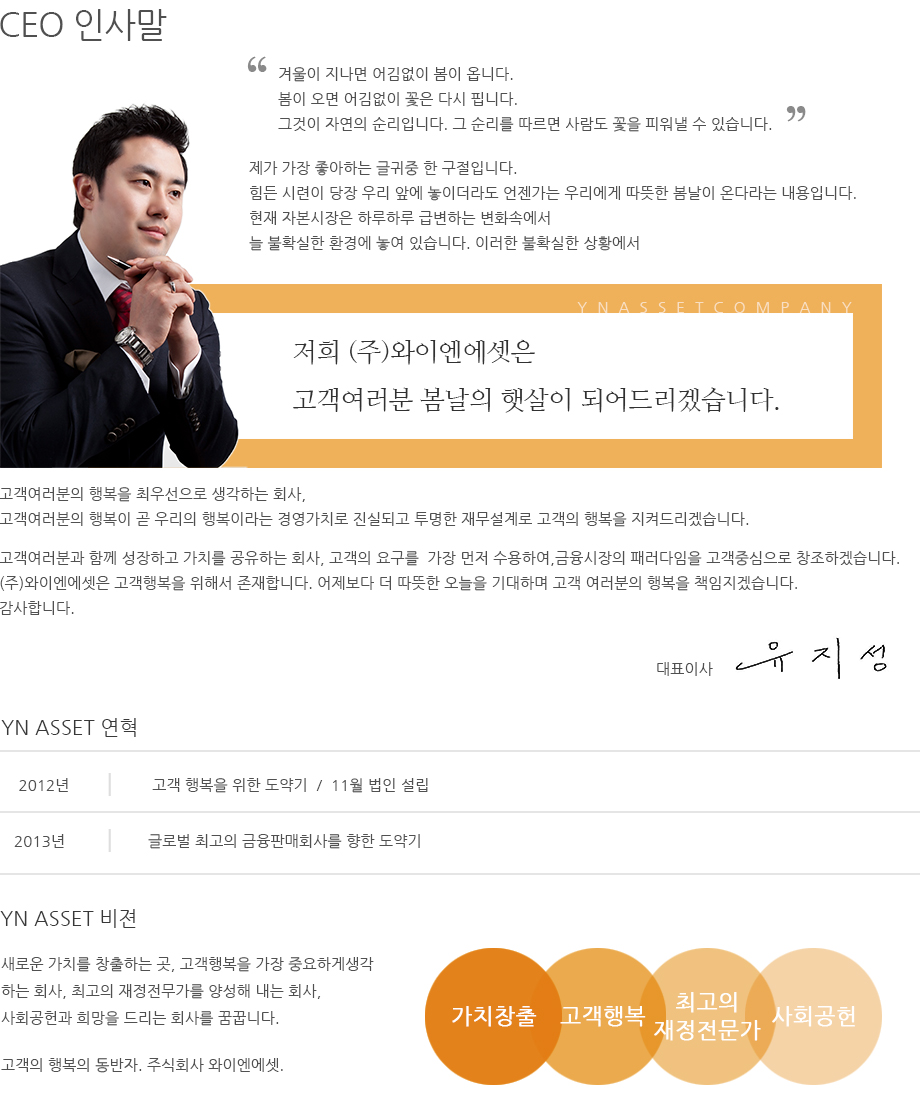 CEO 인사말
“ 겨울이 지나면 어김없이 봄이 옵니다.
봄이 오면 어김없이 꽃은 다시 핍니다.
그것이 자연의 순리입니다. 그 순리를 따르면 사람도 꽃을 피워낼 수 있습니다. ”
제가 가장 좋아하는 글귀중 한 구절입니다.
힘든 시련이 당장 우리 앞에 놓이더라도 언젠가는 우리에게 따뜻한 봄날이 온다라는 내용입니다.
현재 자본시장은 하루하루 급변하는 변화속에서
늘 불확실한 환경에 놓여 있습니다. 이러한 불확실한 상황에서
YNASSETCOMPANY
저희 (주)와이엔에셋은
고객여러분 봄날의 햇살이 되어드리겠습니다.
고객여러분의 행복을 최우선으로 생각하는 회사,
고객여러분의 행복이 곧 우리의 행복이라는 경영가치로 진실되고 투명한 재무설계로 고객의 행복을 지켜드리겠습니다.
고객여러분과 함께 성장하고 가치를 공유하는 회사, 고객의 요구를 가장 먼저 수용하여,금융시장의 패러다임을 고객중심으로 창조하겠습니다.
(주)와이엔에셋은 고객행복을 위해서 존재합니다. 어제보다 더 따뜻한 오늘을 기대하며 고객 여러분의 행복을 책임지겠습니다.
감사합니다.
대표이사 유지성
YN ASSET 연혁
2012년 고객 행복을 위한 도약기 / 11월 법인 설립
2013년 글로벌 최고의 금융판매회사를 향한 도약기
YN ASSET 비젼
새로운 가치를 창출하는 곳, 고객행복을 가장 중요하게생각
하는 회사, 최고의 재정전문가를 양성해 내는 회사,
사회공헌과 희망을 드리는 회사를 꿈꿉니다.
고객의 행복의 동반자. 주식회사 와이엔에셋.
가치창출
고객행복
최고의
재정전문가
사회공헌